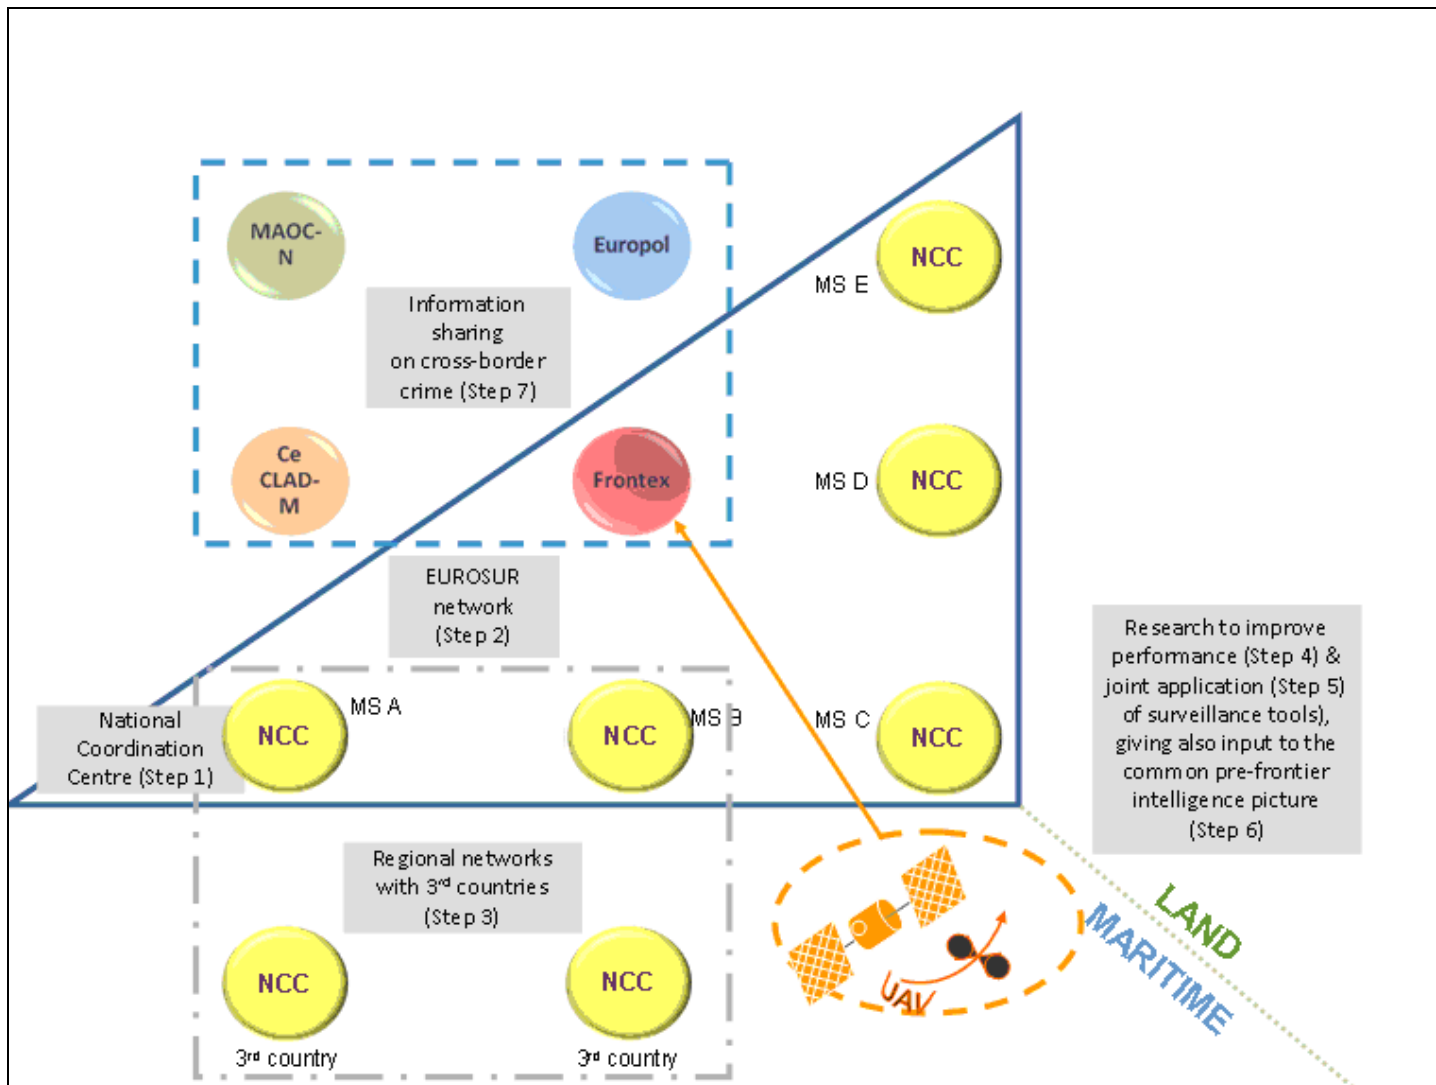 MAOC-
N
Europol
NCC
MS E
Information
sharing
on cross-border
crime (Step 7)
Ce
CLAD-
M
Frontex
MS D
NCC
EUROSUR
network
(Step 2)
Research to improve
performance (Step 4) &
joint application (Step 5)
of surveillance tools),
giving also input to the
common pre-frontier
intelligence picture
(Step 6)
National
Coordination
Centre (Step 1)
NCC
MS A
NCC
MS B
MS C
NCC
Regional networks
with 3rd countries
(Step 3)
LAND
MARITIME
UAV
NCC
NCC
3rd country
3rd country